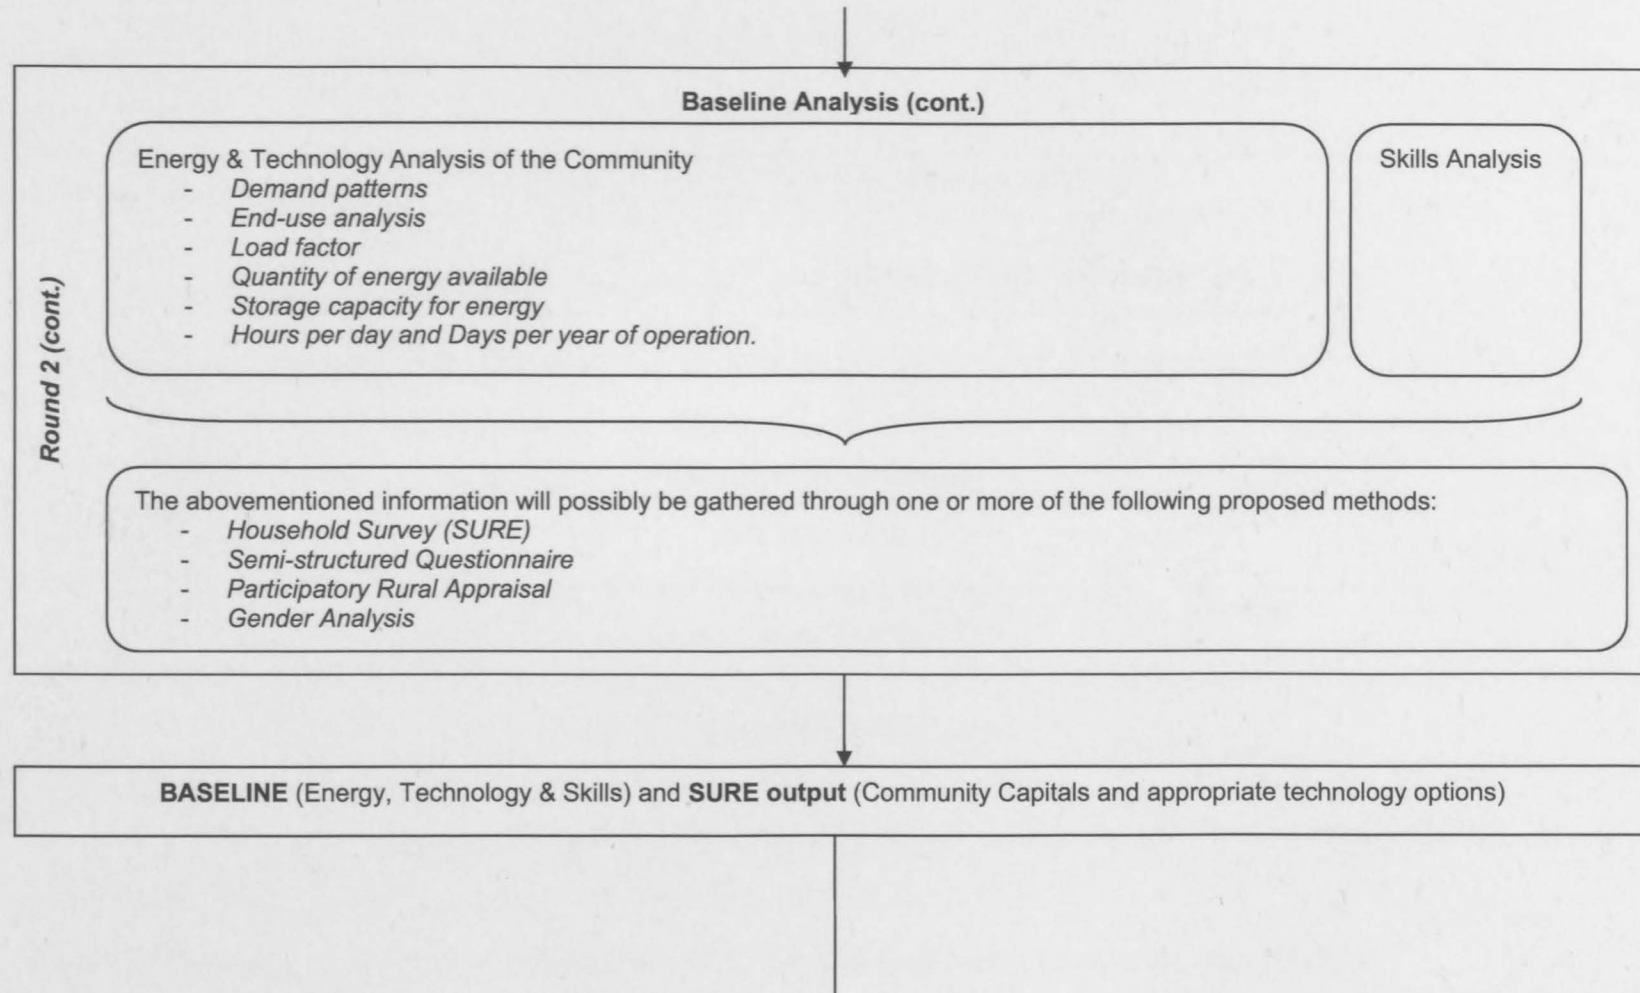 Baseline Analysis (cont.)
Energy & Technology Analysis of the Community
- Demand patterns
- End-use analysis
- Load factor
- Quantity of energy available
- Storage capacity for energy
- Hours per day and Days per year of operation.
Skills Analysis
Round 2 (cont.)
The abovementioned information will possibly be gathered through one or more of the following proposed methods:
- Household Survey (SURE)
- Semi-structured Questionnaire
- Participatory Rural Appraisal
- Gender Analysis
BASELINE (Energy, Technology & Skills) and SURE output (Community Capitals and appropriate technology options)